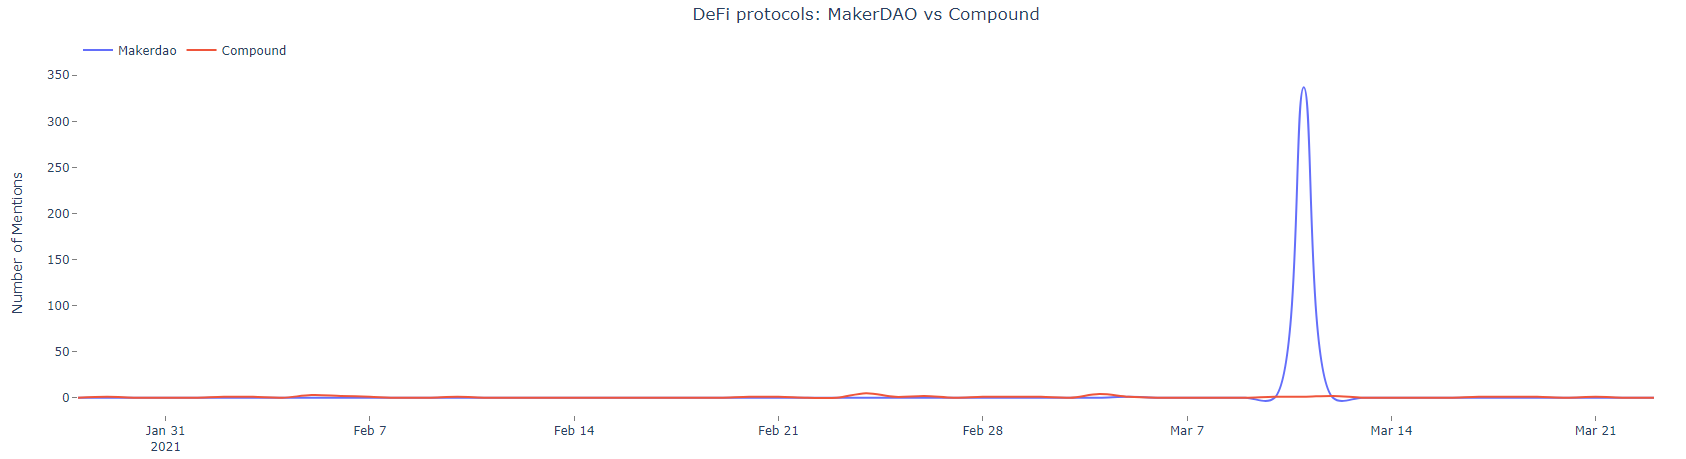 DeFi protocols: MakerDAO vs Compound
Makerdao
Compound
Number of Mentions
350
300
250
200
150
100
50
0
Jan 31
2021
Feb 7
Feb 14
Feb 21
Feb 28
Mar 7
Mar 14
Mar 21